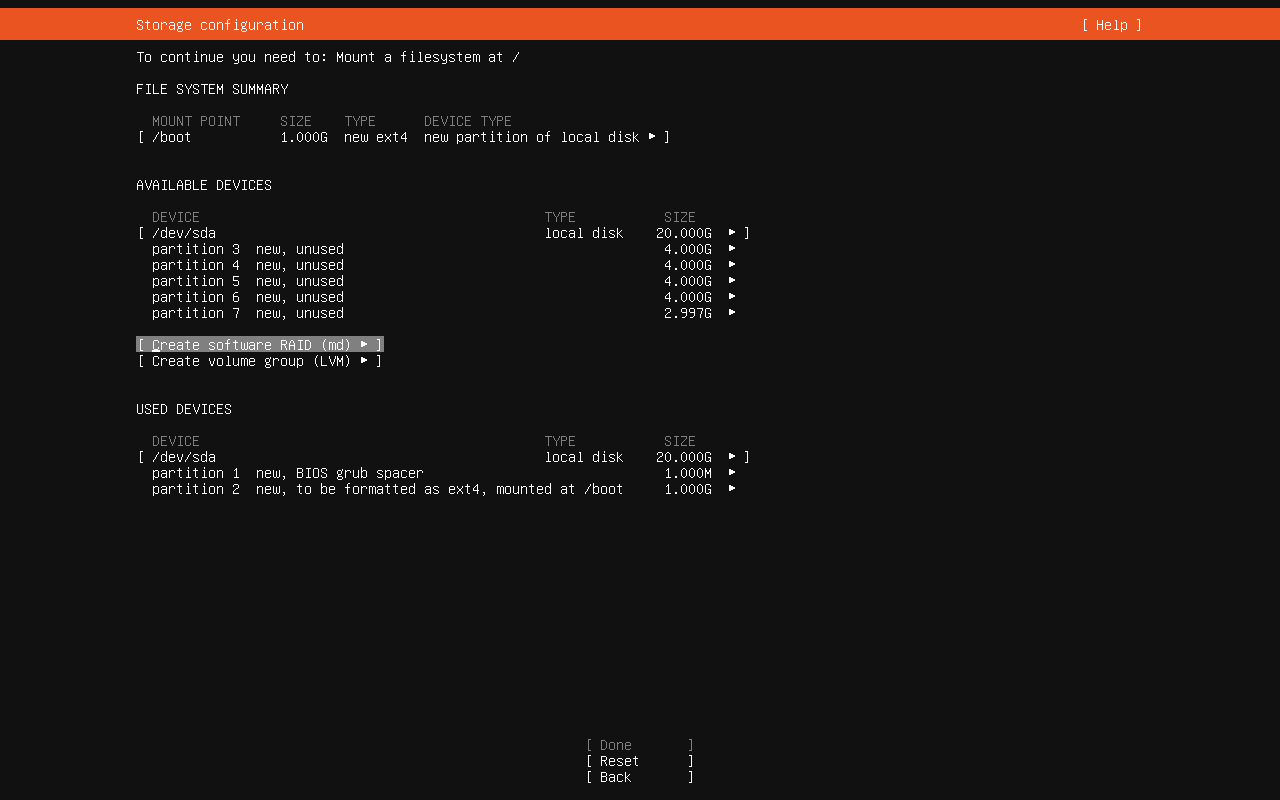 Storage configuration [ Help ]
To continue you need to: Mount a filesystem at /
FILE SYSTEM SUMMARY
MOUNT POINT SIZE TYPE DEVICE TYPE
[ /boot 1.000G new ext4 new partition of local disk ▸ ]
AVAILABLE DEVICES
DEVICE TYPE SIZE
[ /dev/sda local disk 20.000G ▸ ]
partition 3 new, unused 4.000G ▸
partition 4 new, unused 4.000G ▸
partition 5 new, unused 4.000G ▸
partition 6 new, unused 4.000G ▸
partition 7 new, unused 2.997G ▸
[ Create software RAID (md) ▸ ]
[ Create volume group (LVM) ▸ ]
USED DEVICES
DEVICE TYPE SIZE
[ /dev/sda local disk 20.000G ▸ ]
partition 1 new, BIOS grub spacer 1.000M ▸
partition 2 new, to be formatted as ext4, mounted at /boot 1.000G ▸
[ Done ]
[ Reset ]
[ Back ]